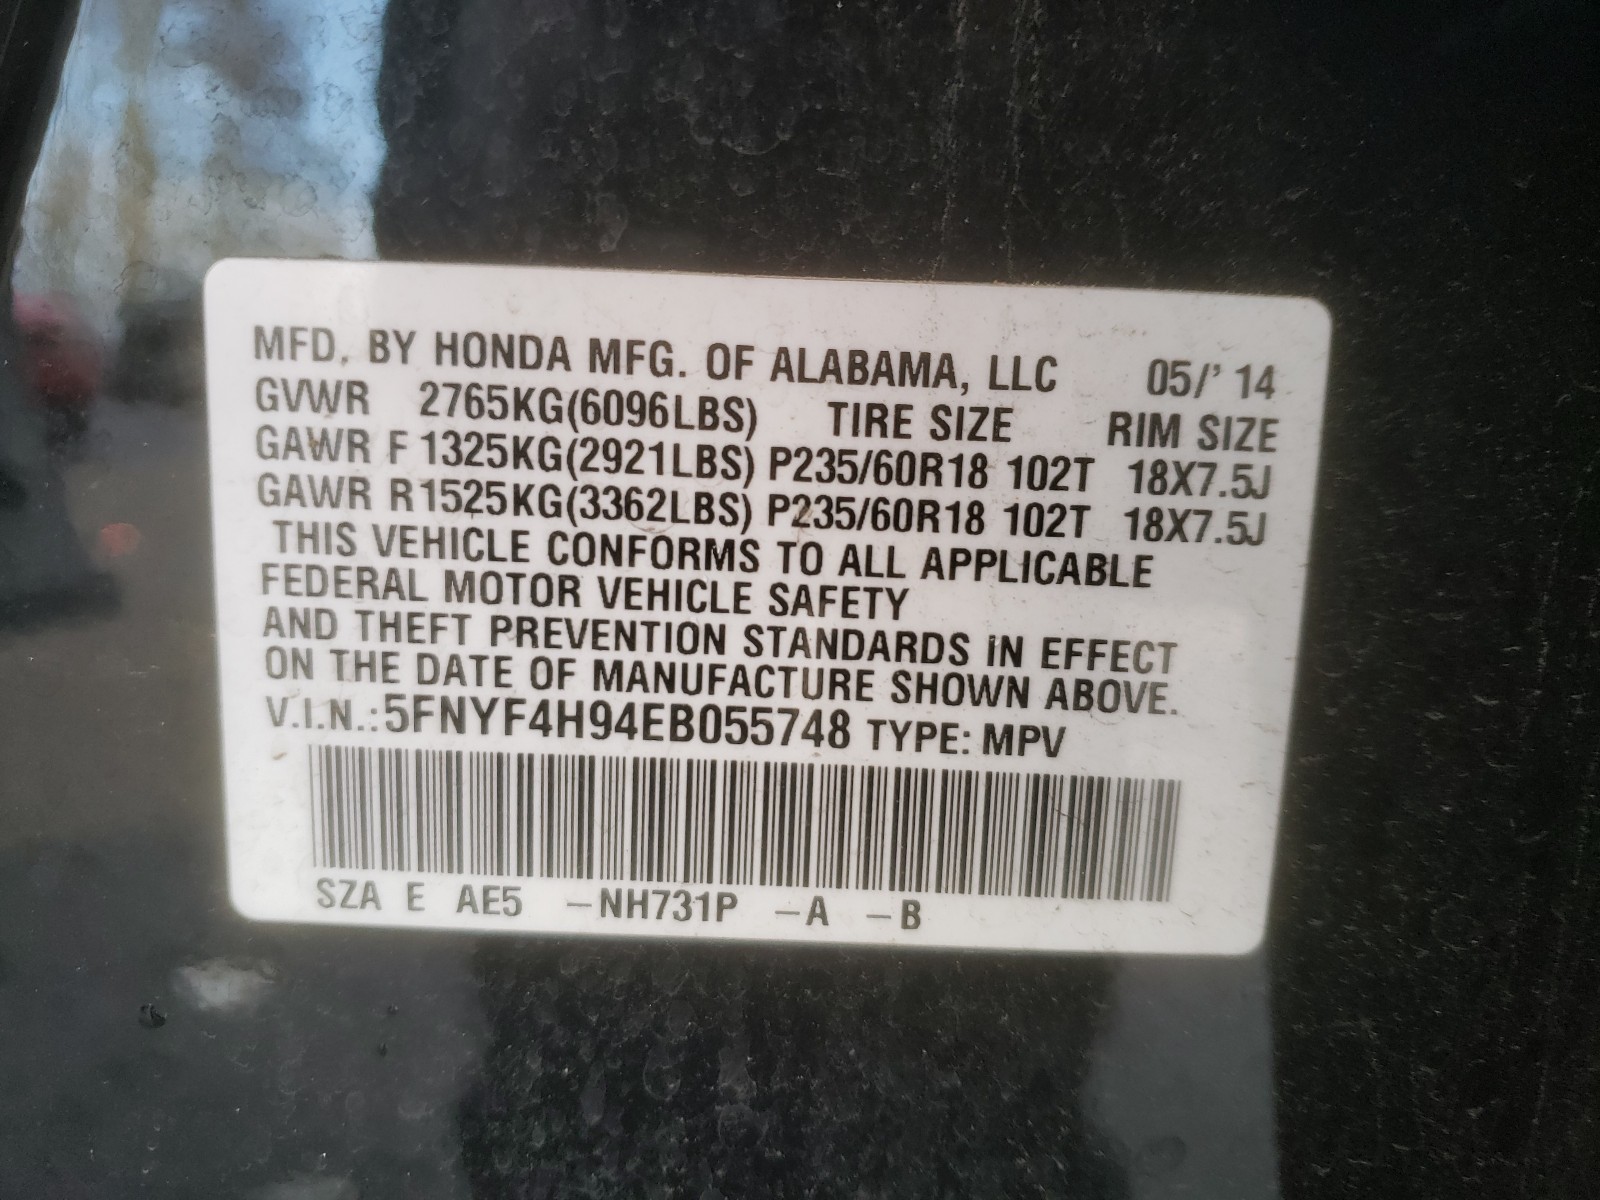 MFD. BY HONDA MFG. OF ALABAMA, LLC 05/' 14
GVWR 2765KG(6096LBS) TIRE SIZE RIM SIZE
GAWR F 1325KG(2921LBS) P235/60R18 102T 18X7.5J
GAWR R1525KG(3362LBS) P235/60R18 102T 18X7.5J
THIS VEHICLE CONFORMS TO ALL APPLICABLE
FEDERAL MOTOR VEHICLE SAFETY
AND THEFT PREVENTION STANDARDS IN EFFECT
ON THE DATE OF MANUFACTURE SHOWN ABOVE.
V.I.N.:5FNYF4H94EB055748 TYPE: MPV
SZA E AE5 –NH731P –A –B